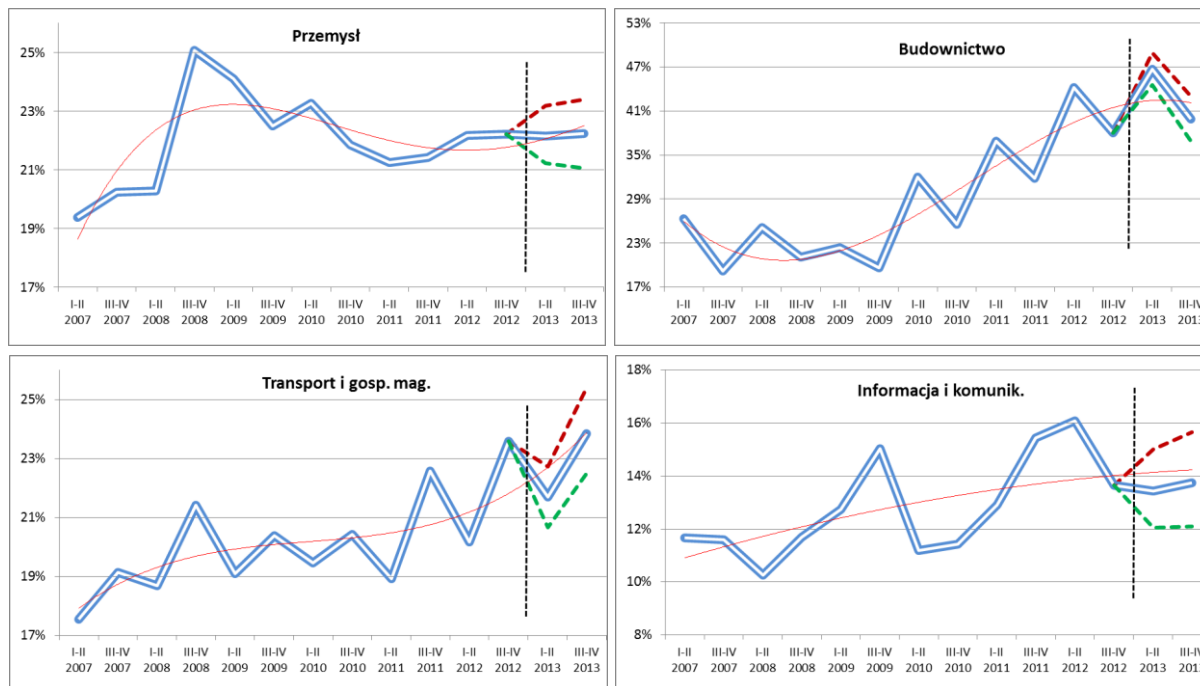 Przemysł
25%
23%
21%
19%
17%
I-II III-IV I-II III-IV I-II III-IV I-II III-IV I-II III-IV I-II III-IV I-II III-IV
2007 2007 2008 2008 2009 2009 2010 2010 2011 2011 2012 2012 2013 2013
Budownictwo
53%
47%
41%
35%
29%
23%
17%
I-II III-IV I-II III-IV I-II III-IV I-II III-IV I-II III-IV I-II III-IV I-II III-IV
2007 2007 2008 2008 2009 2009 2010 2010 2011 2011 2012 2012 2013 2013
Transport i gosp. mag.
25%
23%
21%
19%
17%
I-II III-IV I-II III-IV I-II III-IV I-II III-IV I-II III-IV I-II III-IV I-II III-IV
2007 2007 2008 2008 2009 2009 2010 2010 2011 2011 2012 2012 2013 2013
Informacja i komunik.
18%
16%
14%
12%
10%
8%
I-II III-IV I-II III-IV I-II III-IV I-II III-IV I-II III-IV I-II III-IV I-II III-IV
2007 2007 2008 2008 2009 2009 2010 2010 2011 2011 2012 2012 2013 2013